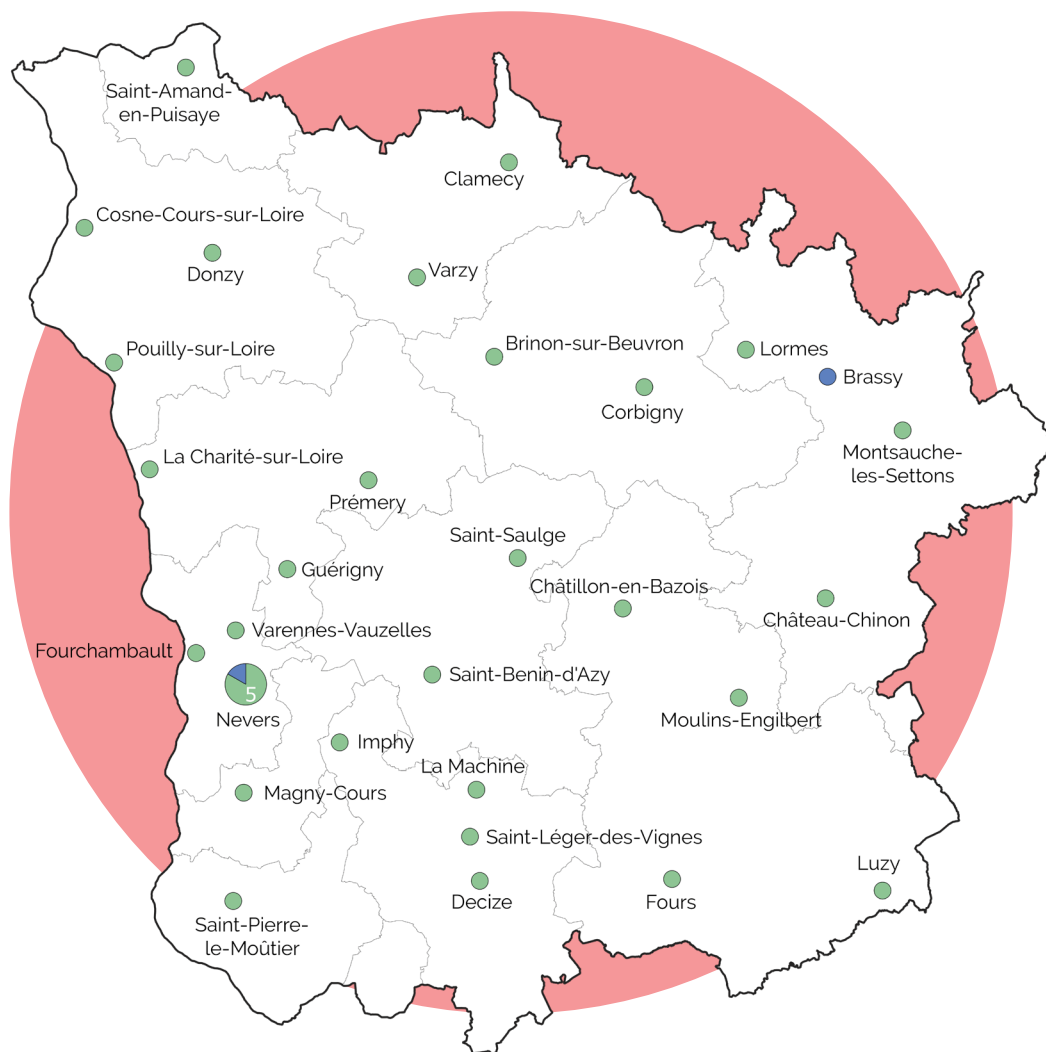 Saint-Amand-
en-Puisaye
Clamecy
Cosne-Cours-sur-Loire
Donzy
Varzy
Pouilly-sur-Loire
Brinon-sur-Beuvron
Lormes
Brassy
Corbigny
Montsauche-
les-Settons
La Charité-sur-Loire
Prémery
Saint-Saulge
Guérigny
Châtillon-en-Bazois
Château-Chinon
Varennes-Vauzelles
Fourchambault
Saint-Benin-d'Azy
5
Nevers
Moulins-Engilbert
Imphy
La Machine
Magny-Cours
Saint-Léger-des-Vignes
Luzy
Decize
Fours
Saint-Pierre-
le-Moûtier